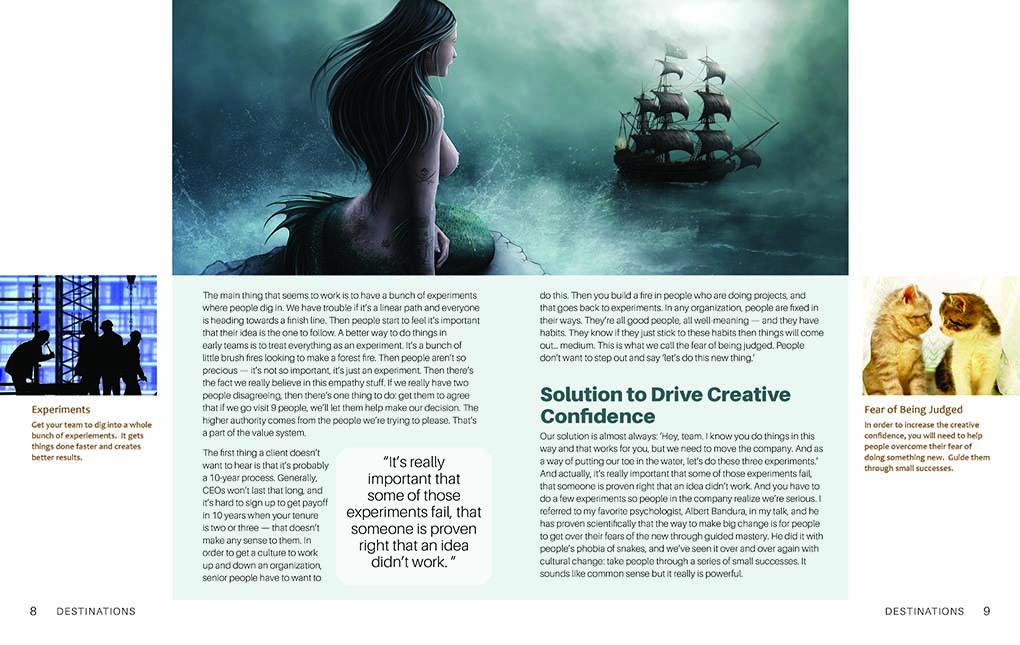 The main thing that seems to work is to have a bunch of experiments
where people dig in. We have trouble if it's a linear path and everyone
is heading towards a finish line. Then people start to feel it's important
that their idea is the one to follow. A better way to do things in
early teams is to treat everything as an experiment. It's a bunch of
little brush fires looking to make a forest fire. Then people aren't so
precious — it's not so important, it's just an experiment. Then there's
the fact we really believe in this empathy stuff. If we really have two
people disagreeing, then there's one thing to do: get them to agree
that if we go visit 9 people, we'll let them help make our decision. The
higher authority comes from the people we're trying to please. That's
a part of the value system.
The first thing a client doesn't
want to hear is that it's probably
a 10-year process. Generally,
CEOs won't last that long, and
it's hard to sign up to get payoff
in 10 years when your tenure
is two or three — that doesn't
make any sense to them. In
order to get a culture to work
up and down an organization,
senior people have to want to
"It's really
important that
some of those
experiments fail, that
someone is proven
right that an idea
didn't work. "
Experiments
Get your team to dig into a whole
bunch of experiements. It gets
things done faster and creates
better results.
8 DESTINATIONS
do this. Then you build a fire in people who are doing projects, and
that goes back to experiments. In any organization, people are fixed in
their ways. They're all good people, all well-meaning — and they have
habits. They know if they just stick to these habits then things will come
out... medium. This is what we call the fear of being judged. People
don't want to step out and say 'let's do this new thing.'
Solution to Drive Creative
Confidence
Our solution is almost always: 'Hey, team. I know you do things in this
way and that works for you, but we need to move the company. And as
a way of putting our toe in the water, let's do these three experiments.'
And actually, it's really important that some of those experiments fail,
that someone is proven right that an idea didn't work. And you have to
do a few experiments so people in the company realize we're serious. I
referred to my favorite psychologist, Albert Bandura, in my talk, and he
has proven scientifically that the way to make big change is for people
to get over their fears of the new through guided mastery. He did it with
people's phobia of snakes, and we've seen it over and over again with
cultural change: take people through a series of small successes. It
sounds like common sense but it really is powerful.
Fear of Being Judged
In order to increase the creative
confidence, you will need to help
people overcome their fear of
doing something new. Guide them
through small successes.
DESTINATIONS 9